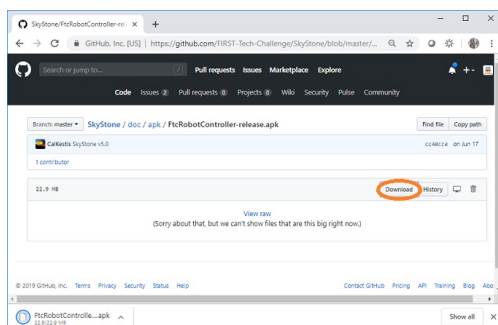 SkyStone/FtcRobotController-rel
GitHub, Inc. [US] | https://github.com/FIRST-Tech-Challenge/SkyStone/blob/master/...
Search or jump to... / Pull requests Issues Marketplace Explore
Code Issues 2 Pull requests 0 Projects 0 Wiki Security Pulse Community
Branch: master SkyStone / doc / apk / FtcRobotController-release.apk Find file Copy path
CalKestis SkyStone v5.0 on Jun 17
1 contributor
22.9 MB Download History
View raw
(Sorry about that, but we can't show files that are this big right now.)
© 2019 GitHub, Inc. Terms Privacy Security Status Help Contact GitHub Pricing API Training Blog Abo
FtcRobotControlle....apk Show all
22.8/22.9 MB